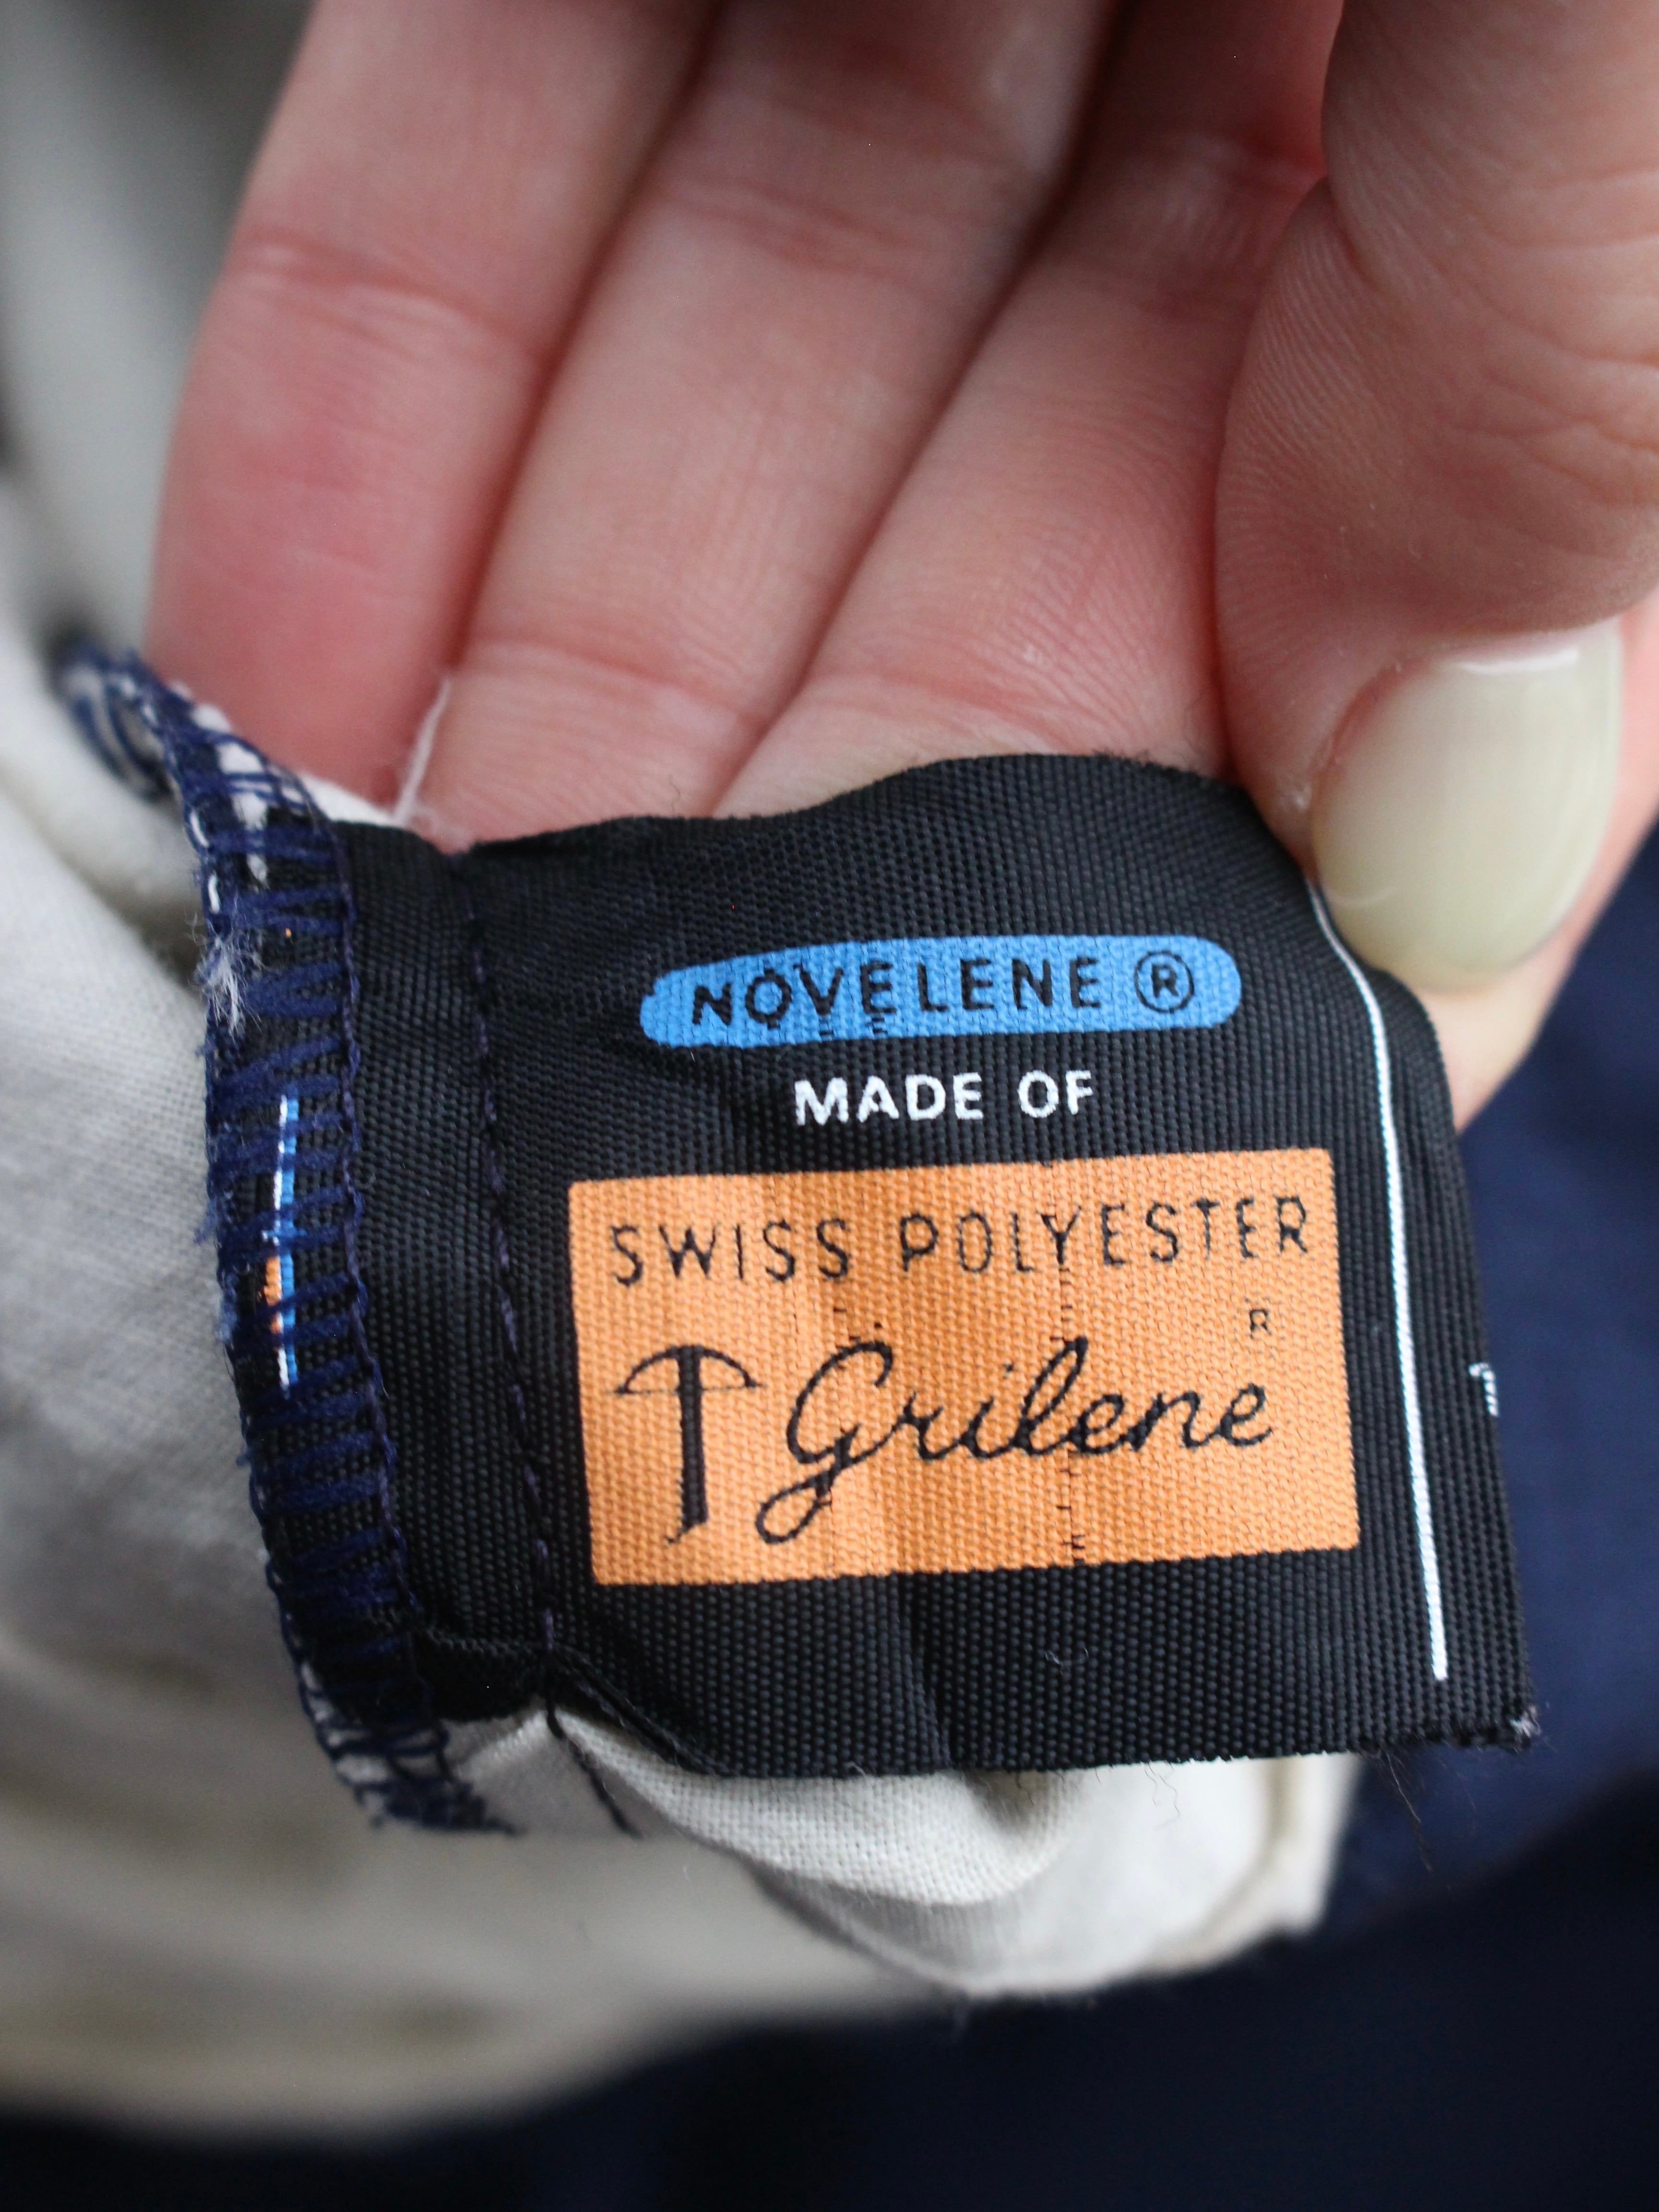 NOVELENE ®
MADE OF
SWISS POLYESTER
R
Grilene